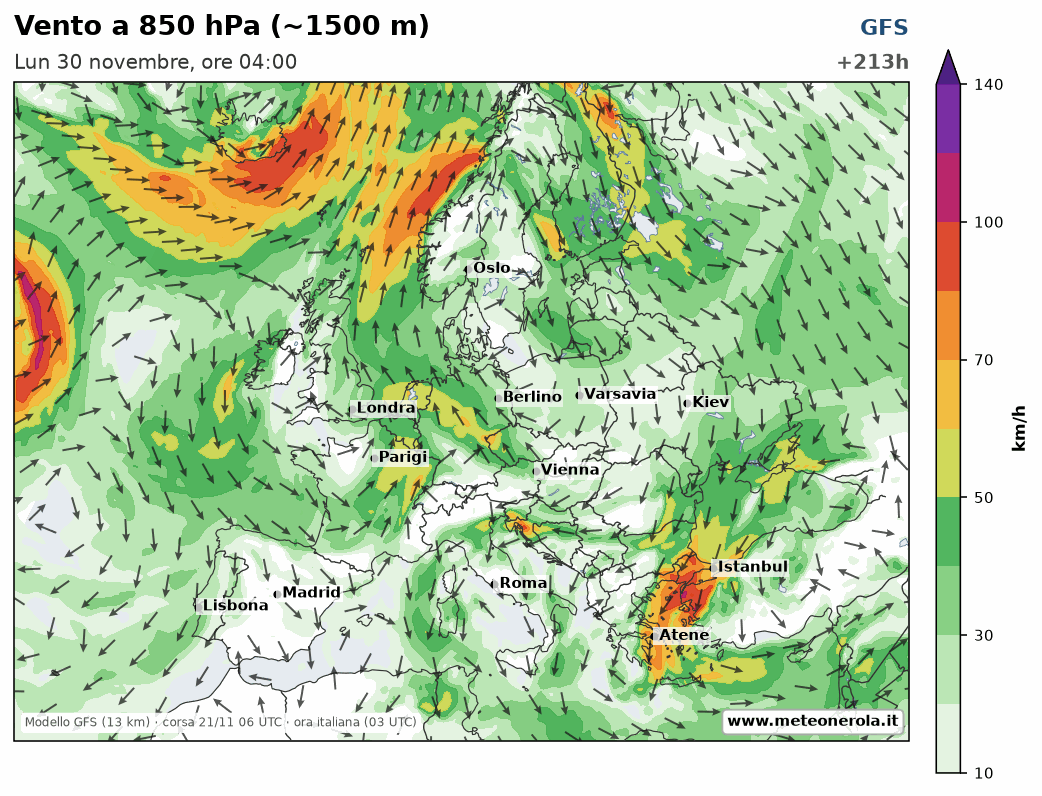 Vento a 850 hPa (~1500 m)
GFS
Lun 30 novembre, ore 04:00
+213h
140
100
70
50
30
10
km/h
Oslo
Berlino
Varsavia
Kiev
Londra
Parigi
Vienna
Istanbul
Roma
Madrid
Lisbona
Atene
Modello GFS (13 km) · corsa 21/11 06 UTC · ora italiana (03 UTC)
www.meteonerola.it